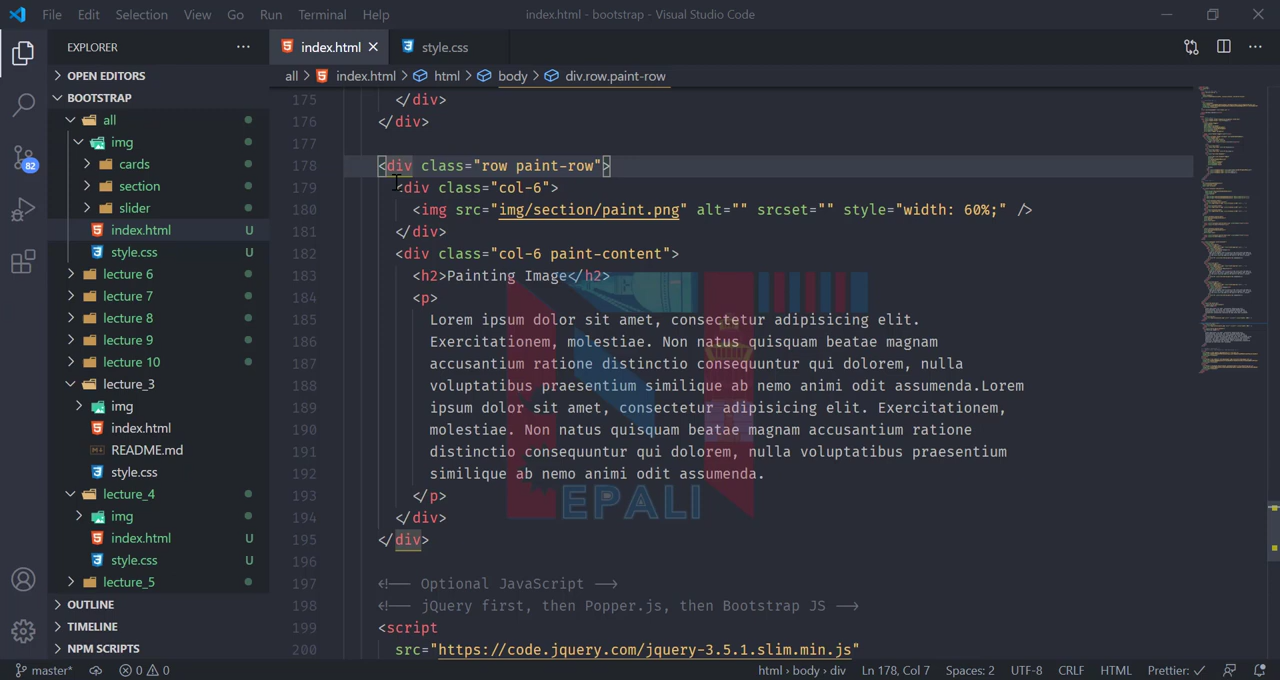 File Edit Selection View Go Run Terminal Help index.html - bootstrap - Visual Studio Code
EXPLORER
OPEN EDITORS
BOOTSTRAP
all
img
cards
section
slider
index.html U
style.css U
lecture 6
lecture 7
lecture 8
lecture 9
lecture 10
lecture_3
img
index.html
README.md
style.css
lecture_4
img
index.html U
style.css U
lecture_5
OUTLINE
TIMELINE
NPM SCRIPTS
82
index.html style.css
all > index.html > html > body > div.row.paint-row
175 </div>
176 </div>
177
178 <div class="row paint-row">
179 <div class="col-6">
180 <img src="img/section/paint.png" alt="" srcset="" style="width: 60%;" />
181 </div>
182 <div class="col-6 paint-content">
183 <h2>Painting Image</h2>
184 <p>
185 Lorem ipsum dolor sit amet, consectetur adipisicing elit.
186 Exercitationem, molestiae. Non natus quisquam beatae magnam
187 accusantium ratione distinctio consequuntur qui dolorem, nulla
188 voluptatibus praesentium similique ab nemo animi odit assumenda.Lorem
189 ipsum dolor sit amet, consectetur adipisicing elit. Exercitationem,
190 molestiae. Non natus quisquam beatae magnam accusantium ratione
191 distinctio consequuntur qui dolorem, nulla voluptatibus praesentium
192 similique ab nemo animi odit assumenda.
193 </p>
194 </div>
195 </div>
196
197 <!-- Optional JavaScript -->
198 <!-- jQuery first, then Popper.js, then Bootstrap JS -->
199 <script
200 src="https://code.jquery.com/jquery-3.5.1.slim.min.js"
EPALI
master* 0 0 html > body > div Ln 178, Col 7 Spaces: 2 UTF-8 CRLF HTML Prettier: ✓